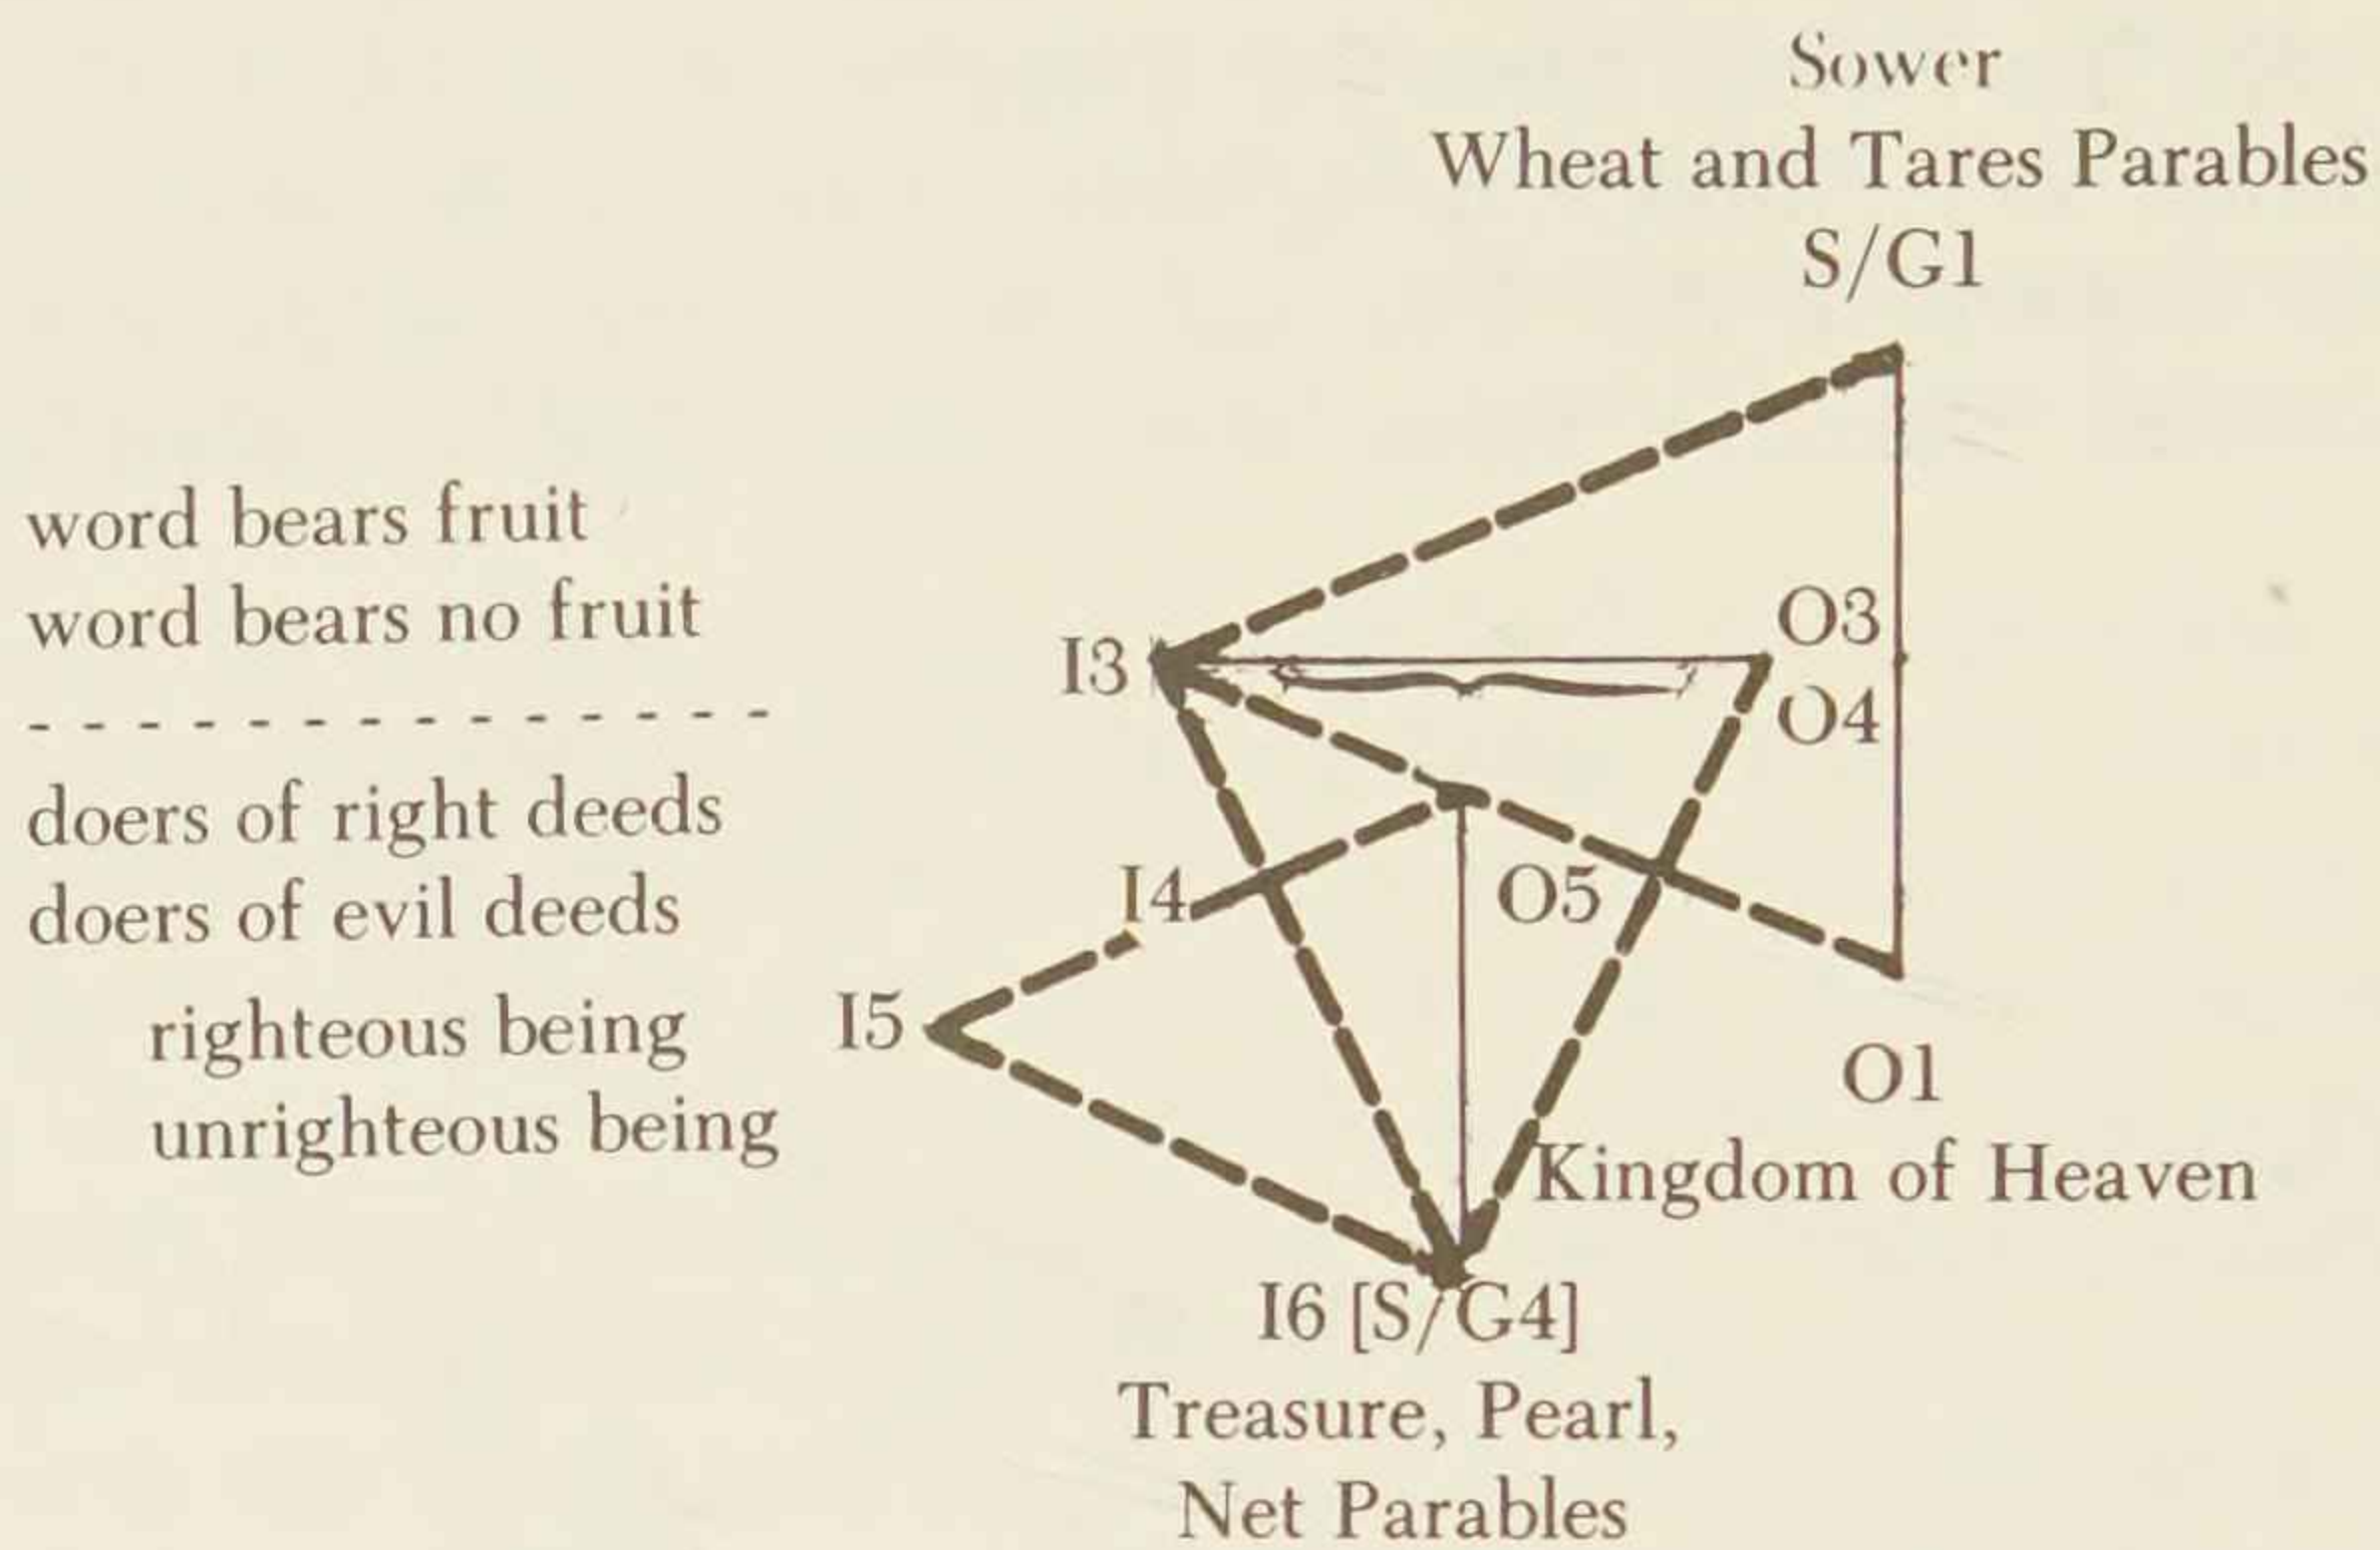 Sower
Wheat and Tares Parables
S/G1
word bears fruit
word bears no fruit
I3
O3
O4
doers of right deeds
doers of evil deeds
I4
O5
righteous being
unrighteous being
I5
O1
Kingdom of Heaven
I6 [S/G4]
Treasure, Pearl,
Net Parables